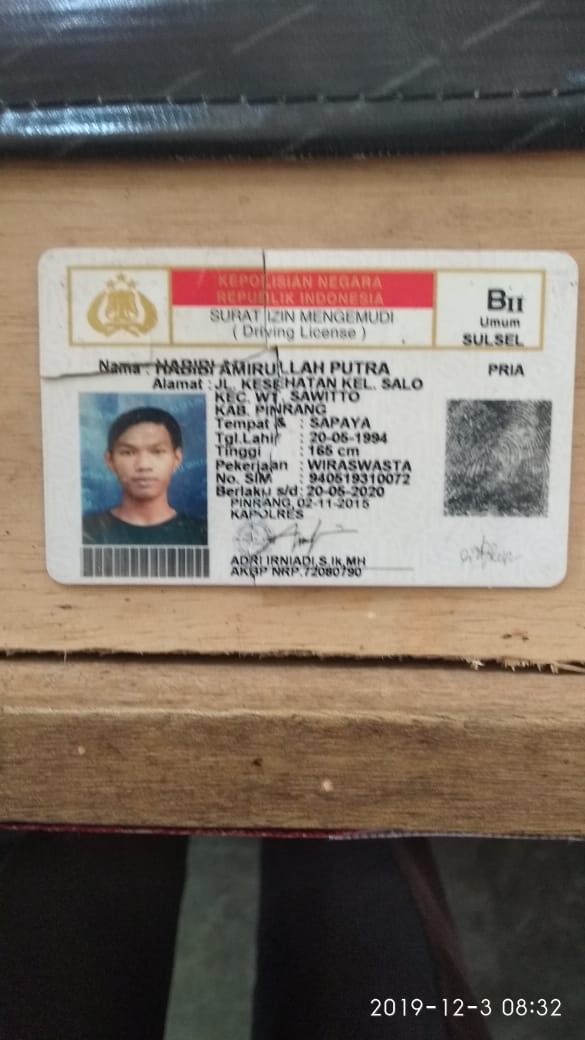 KEPOLISIAN NEGARA
REPUBLIK INDONESIA
SURAT IZIN MENGEMUDI
( Driving License )
BII
Umum
SULSEL
Nama : HABIBI AMIRULLAH PUTRA
PRIA
Alamat : JL. KESEHATAN KEL. SALO
KEC. WT. SAWITTO
KAB. PINRANG
Tempat & : SAPAYA
Tgl.Lahir : 20-05-1994
Tinggi : 165 cm
Pekerjaan : WIRASWASTA
No. SIM : 940519310072
Berlaku s/d : 20-05-2020
PINRANG, 02-11-2015
KAPOLRES
ADRI IRNIADI,S.Ik,MH
AKBP NRP.72080790
2019-12-3 08:32